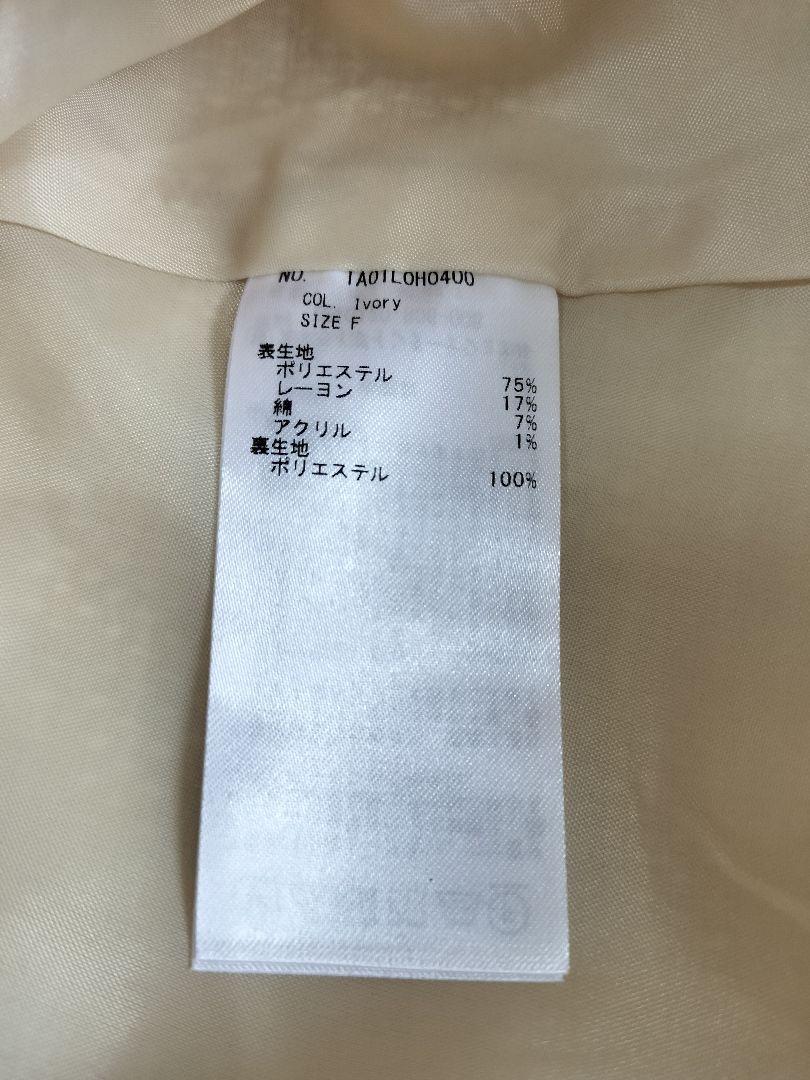 NO. TA01L0H0400
COL. Ivory
SIZE F
表生地
ポリエステル 75%
レーヨン 17%
綿 7%
アクリル 1%
裏生地
ポリエステル 100%